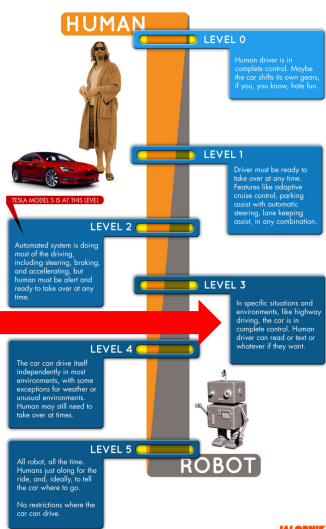 HUMAN
LEVEL 0
Human driver is in
complete control. Maybe
the car shifts its own gears,
if you, you know, hate fun.
LEVEL 1
Driver must be ready to
take over at any time.
Features like adaptive
cruise control, parking
assist with automatic
steering, lane keeping
assist, in any combination.
TESLA MODEL S IS AT THIS LEVEL
LEVEL 2
Automated system is doing
most of the driving,
including steering, braking,
and accellerating, but
human must be alert and
ready to take over at any
time.
LEVEL 3
In specific situations and
environments, like highway
driving, the car is in
complete control. Human
driver can read or text or
whatever if they want.
LEVEL 4
The car can drive itself
independently in most
environments, with some
exceptions for weather or
unusual environments.
Human may still need to
take over at times.
LEVEL 5
All robot, all the time.
Humans just along for the
ride, and, ideally, to tell
the car where to go.
No restrictions where the
car can drive.
ROBOT